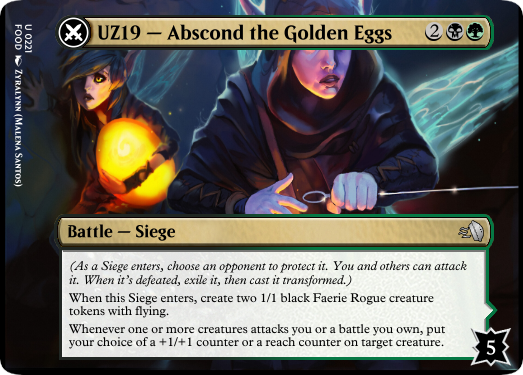 UZ19 — Abscond the Golden Eggs 2
U 0221
FOOD Zyralynn (Malena Santos)
Battle — Siege
(As a Siege enters, choose an opponent to protect it. You and others can attack
it. When it's defeated, exile it, then cast it transformed.)
When this Siege enters, create two 1/1 black Faerie Rogue creature
tokens with flying.
Whenever one or more creatures attacks you or a battle you own, put
your choice of a +1/+1 counter or a reach counter on target creature.
5